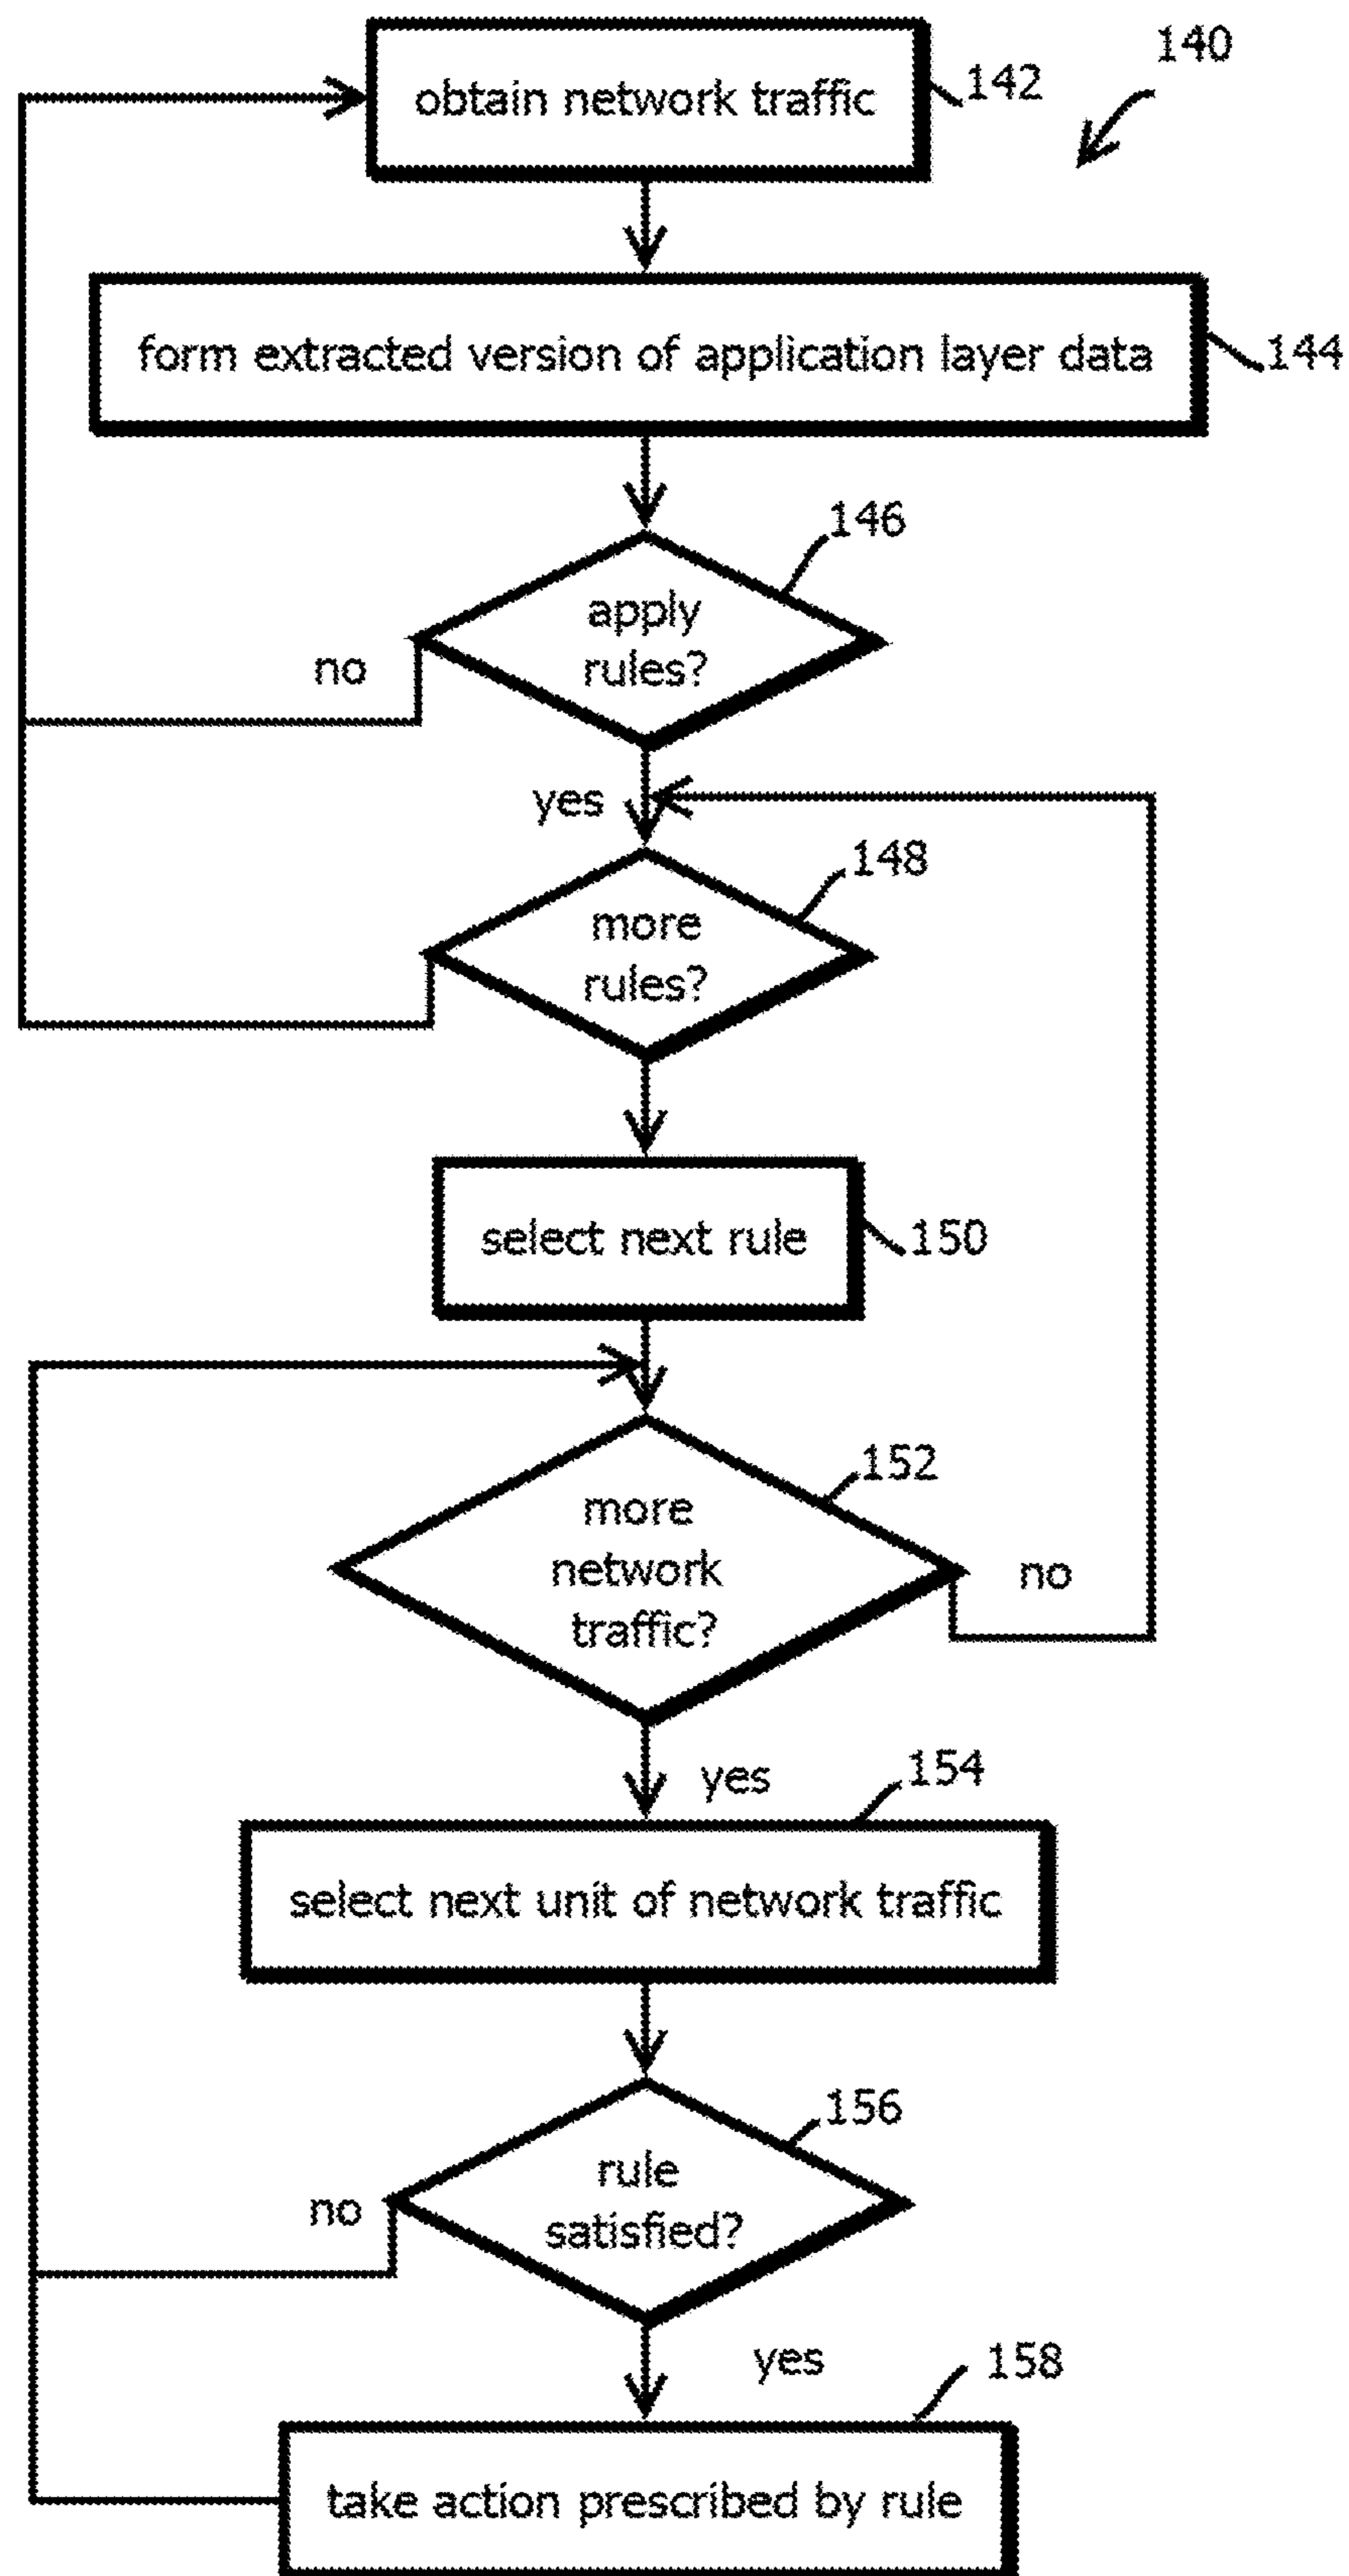 140
obtain network traffic
142
form extracted version of application layer data
144
146
apply
rules?
no
yes
148
more
rules?
select next rule
150
152
more
network
traffic?
no
yes
154
select next unit of network traffic
156
rule
satisfied?
no
yes
158
take action prescribed by rule